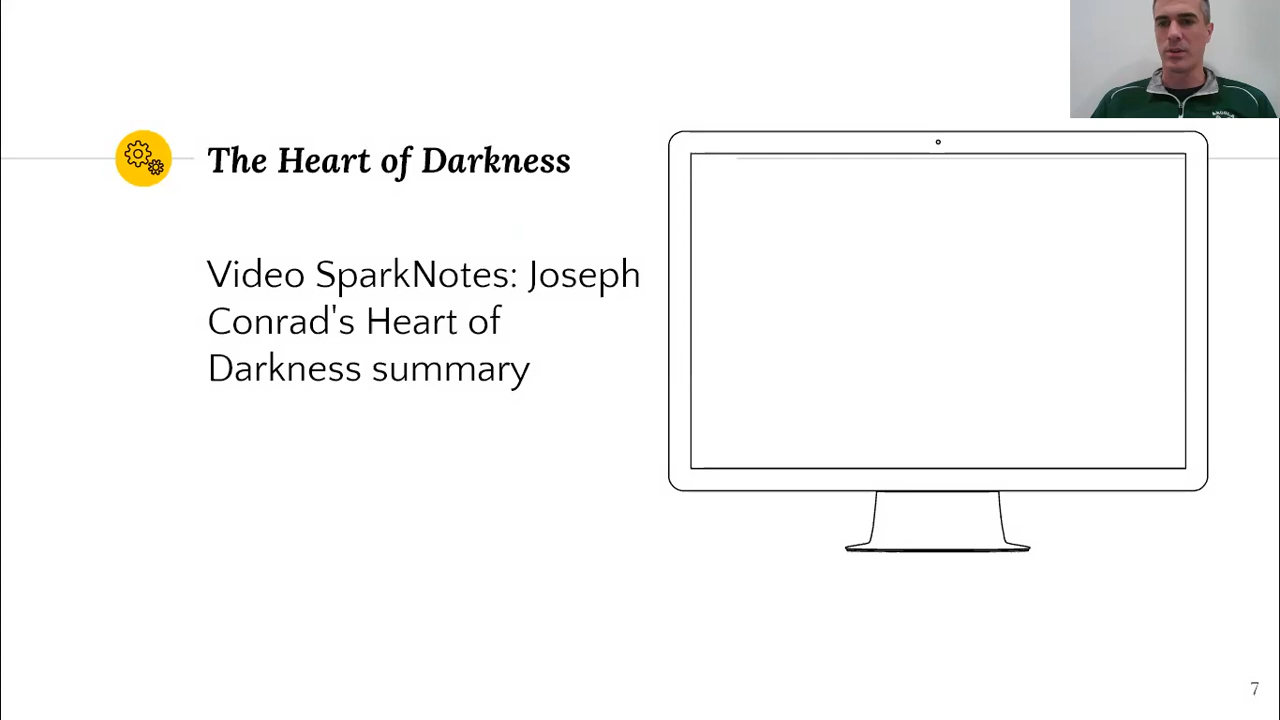 The Heart of Darkness
Video SparkNotes: Joseph
Conrad's Heart of
Darkness summary
7